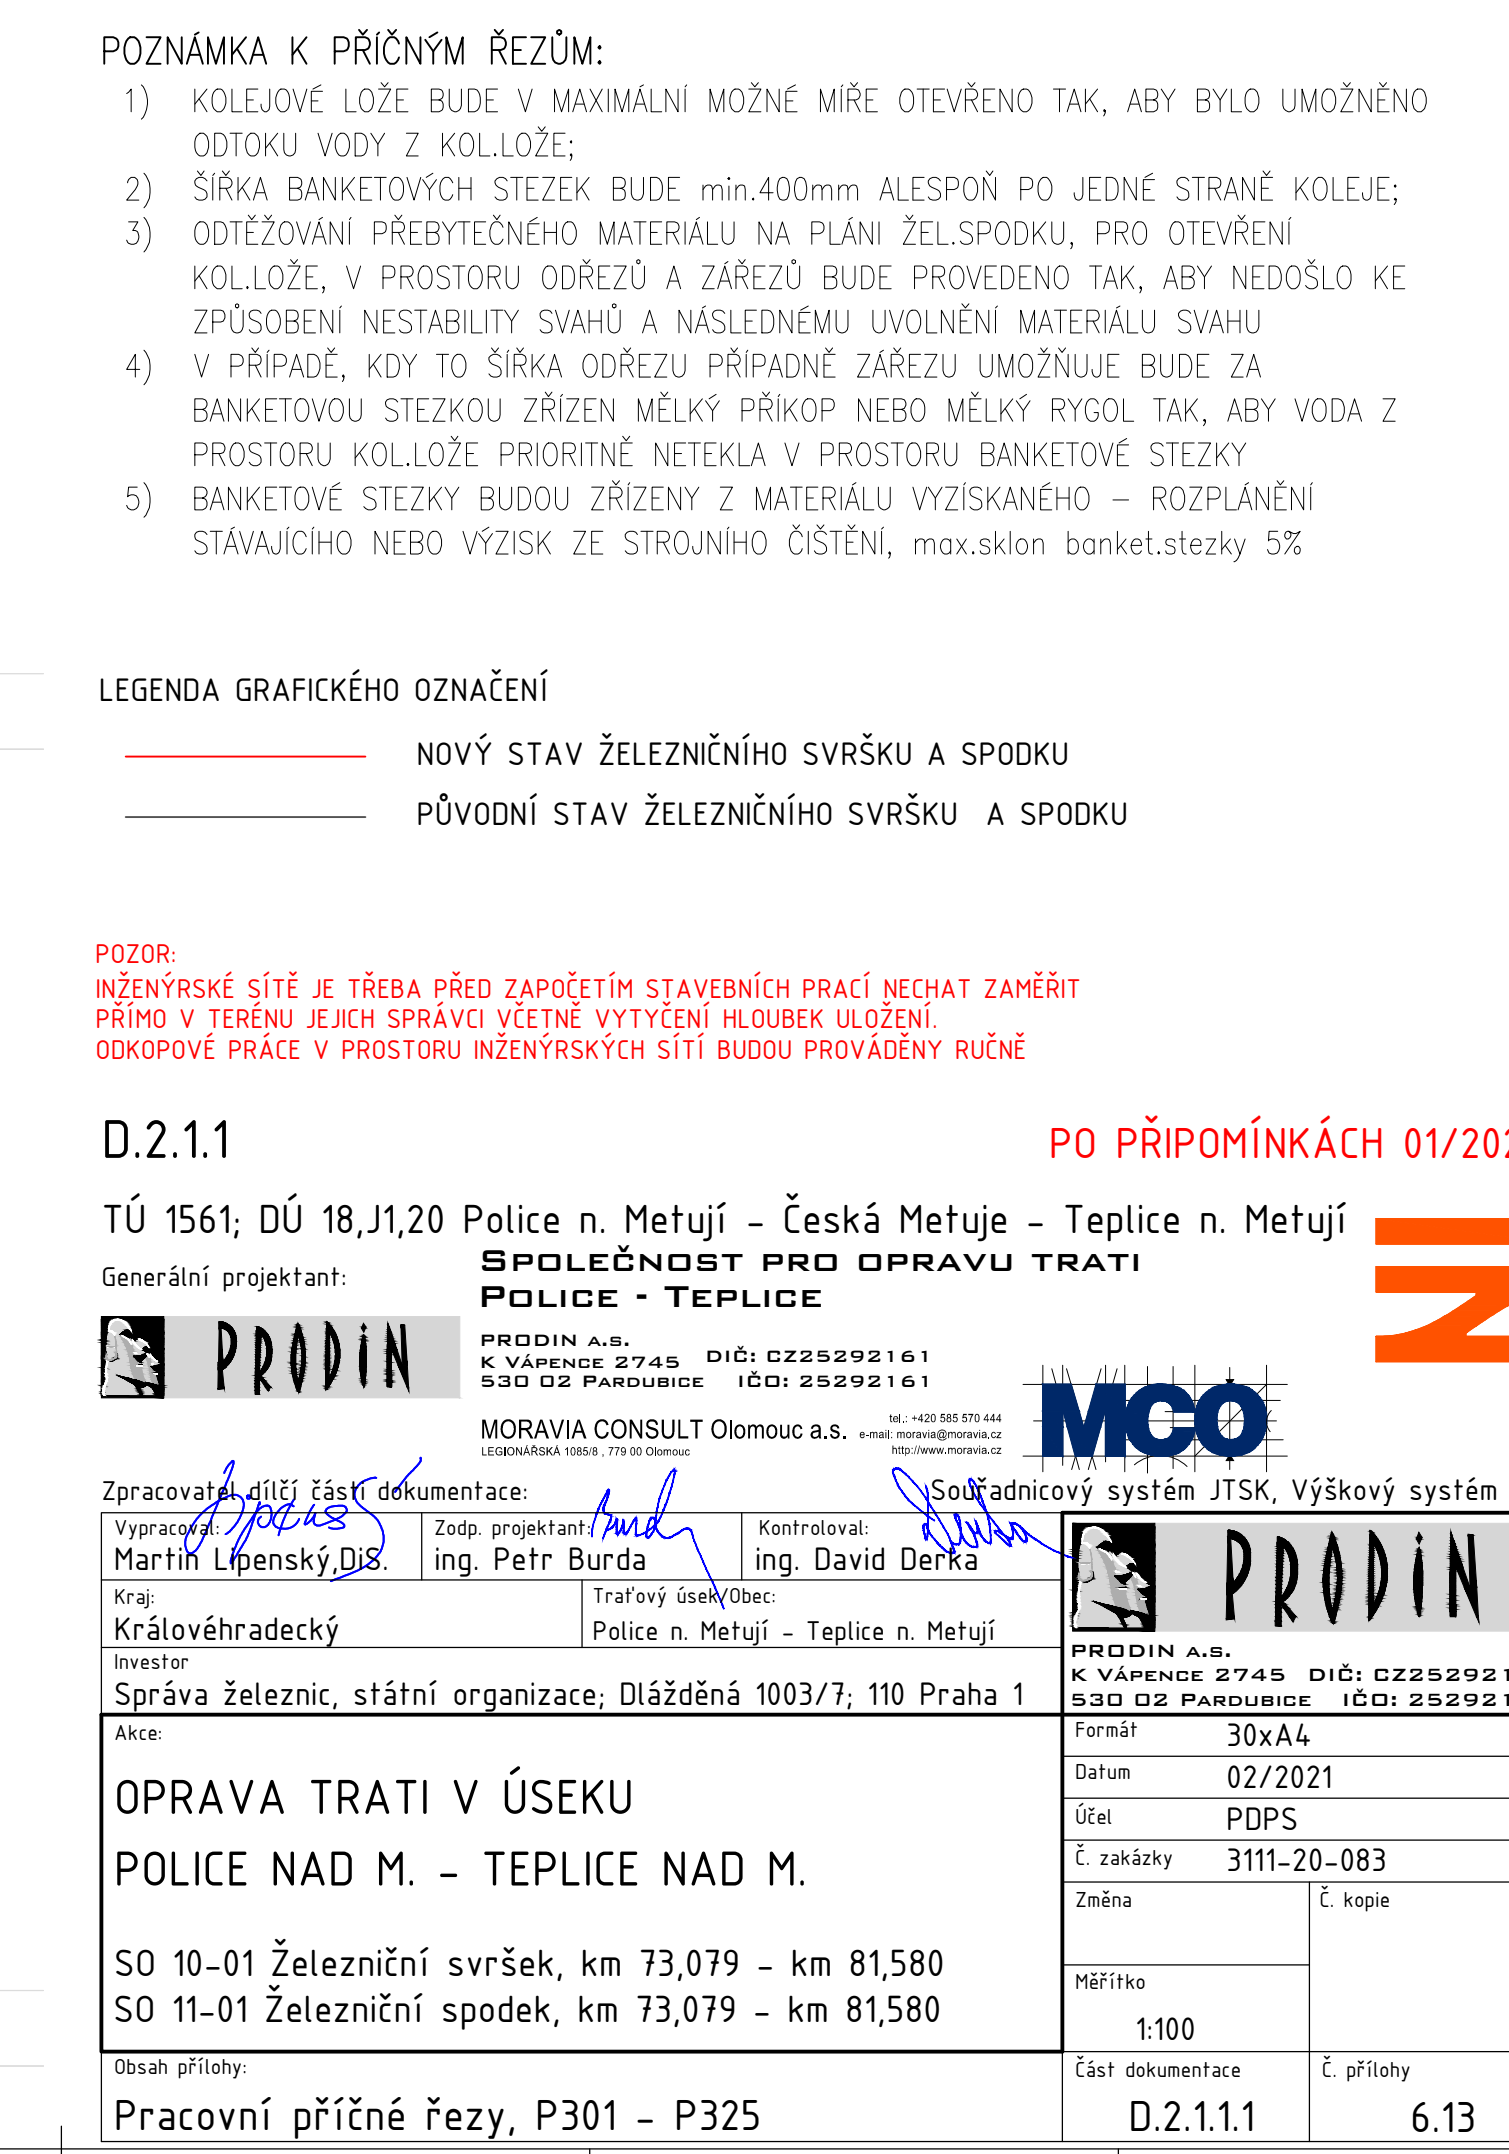 POZNÁMKA K PŘÍČNÝM ŘEZŮM:
1) KOLEJOVÉ LOŽE BUDE V MAXIMÁLNÍ MOŽNÉ MÍŘE OTEVŘENO TAK, ABY BYLO UMOŽNĚNO
ODTOKU VODY Z KOL.LOŽE;
2) ŠÍŘKA BANKETOVÝCH STEZEK BUDE min.400mm ALESPOŇ PO JEDNÉ STRANĚ KOLEJE;
3) ODTĚŽOVÁNÍ PŘEBYTEČNÉHO MATERIÁLU NA PLÁNI ŽEL.SPODKU, PRO OTEVŘENÍ
KOL.LOŽE, V PROSTORU ODŘEZŮ A ZÁŘEZŮ BUDE PROVEDENO TAK, ABY NEDOŠLO KE
ZPŮSOBENÍ NESTABILITY SVAHŮ A NÁSLEDNÉMU UVOLNĚNÍ MATERIÁLU SVAHU
4) V PŘÍPADĚ, KDY TO ŠÍŘKA ODŘEZU PŘÍPADNĚ ZÁŘEZU UMOŽŇUJE BUDE ZA
BANKETOVOU STEZKOU ZŘÍZEN MĚLKÝ PŘÍKOP NEBO MĚLKÝ RYGOL TAK, ABY VODA Z
PROSTORU KOL.LOŽE PRIORITNĚ NETEKLA V PROSTORU BANKETOVÉ STEZKY
5) BANKETOVÉ STEZKY BUDOU ZŘÍZENY Z MATERIÁLU VYZÍSKANÉHO – ROZPLÁNĚNÍ
STÁVAJÍCÍHO NEBO VÝZISK ZE STROJNÍHO ČIŠTĚNÍ, max.sklon banket.stezky 5%
LEGENDA GRAFICKÉHO OZNAČENÍ
NOVÝ STAV ŽELEZNIČNÍHO SVRŠKU A SPODKU
PŮVODNÍ STAV ŽELEZNIČNÍHO SVRŠKU A SPODKU
POZOR:
INŽENÝRSKÉ SÍTĚ JE TŘEBA PŘED ZAPOČETÍM STAVEBNÍCH PRACÍ NECHAT ZAMĚŘIT
PŘÍMO V TERÉNU JEJICH SPRÁVCI VČETNĚ VYTYČENÍ HLOUBEK ULOŽENÍ.
ODKOPOVÉ PRÁCE V PROSTORU INŽENÝRSKÝCH SÍTÍ BUDOU PROVÁDĚNY RUČNĚ
D.2.1.1
PO PŘIPOMÍNKÁCH 01/202
TÚ 1561; DÚ 18,J1,20 Police n. Metují – Česká Metuje – Teplice n. Metují
Generální projektant:
SPOLEČNOST PRO OPRAVU TRATI
POLICE - TEPLICE
PRODIN
PRODIN A.S.
K VÁPENCE 2745 DIČ: CZ25292161
530 02 PARDUBICE IČO: 25292161
MORAVIA CONSULT Olomouc a.s.
LEGIONÁŘSKÁ 1085/8 , 779 00 Olomouc
tel.: +420 585 570 444
e-mail: moravia@moravia.cz
http://www.moravia.cz
MCO
Zpracovatel dílčí části dokumentace:
Souřadnicový systém JTSK, Výškový systém
Vypracoval:
Martin Lipenský,DiS.
Zodp. projektant:
ing. Petr Burda
Kontroloval:
ing. David Derka
Kraj:
Královéhradecký
Traťový úsek/Obec:
Police n. Metují – Teplice n. Metují
Investor
Správa železnic, státní organizace; Dlážděná 1003/7; 110 Praha 1
PRODIN
PRODIN A.S.
K VÁPENCE 2745 DIČ: CZ252921
530 02 PARDUBICE IČO: 252921
Akce:
OPRAVA TRATI V ÚSEKU
POLICE NAD M. – TEPLICE NAD M.
SO 10-01 Železniční svršek, km 73,079 – km 81,580
SO 11-01 Železniční spodek, km 73,079 – km 81,580
Formát 30xA4
Datum 02/2021
Účel PDPS
Č. zakázky 3111-20-083
Změna
Č. kopie
Měřítko
1:100
Obsah přílohy:
Pracovní příčné řezy, P301 – P325
Část dokumentace
D.2.1.1.1
Č. přílohy
6.13